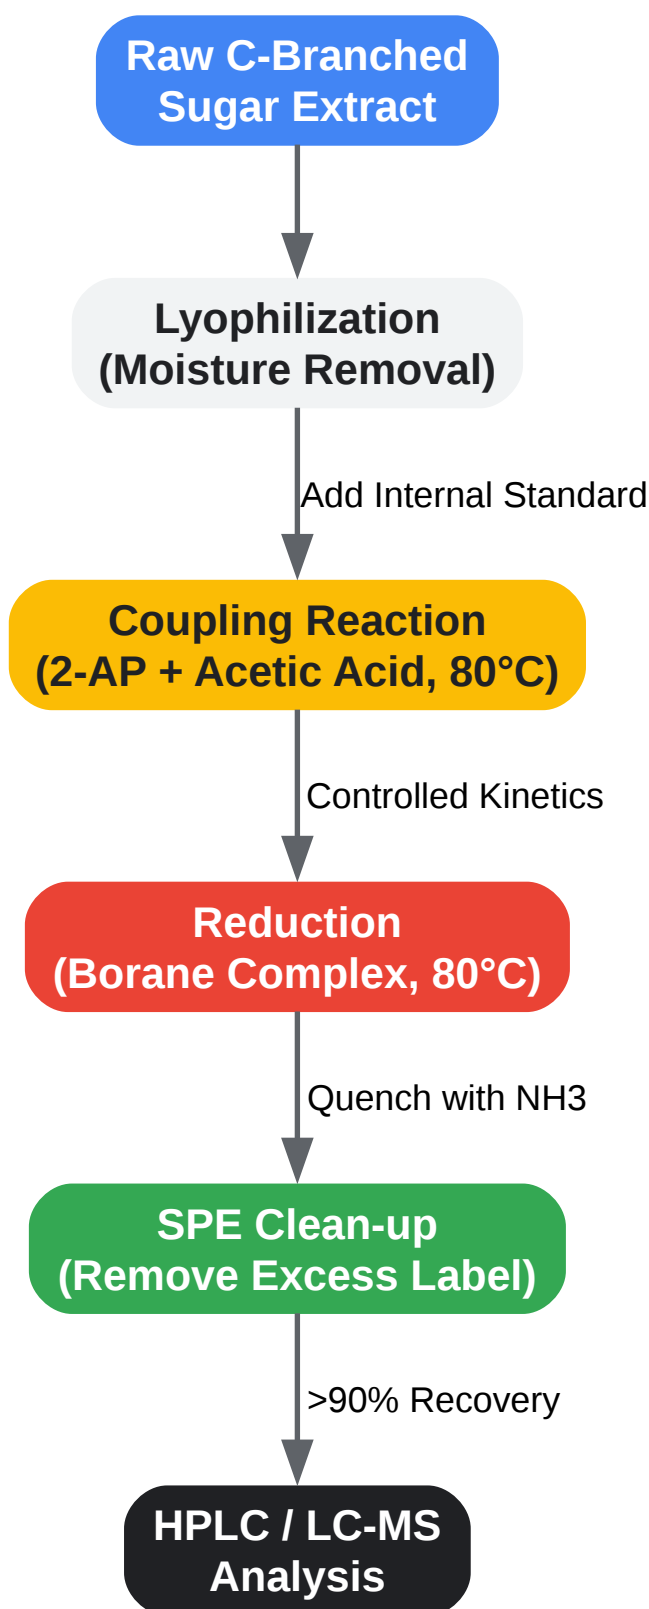 Raw C-Branched
Sugar Extract
Lyophilization
(Moisture Removal)
Add Internal Standard
Coupling Reaction
(2-AP + Acetic Acid, 80°C)
Controlled Kinetics
Reduction
(Borane Complex, 80°C)
Quench with NH3
SPE Clean-up
(Remove Excess Label)
>90% Recovery
HPLC / LC-MS
Analysis